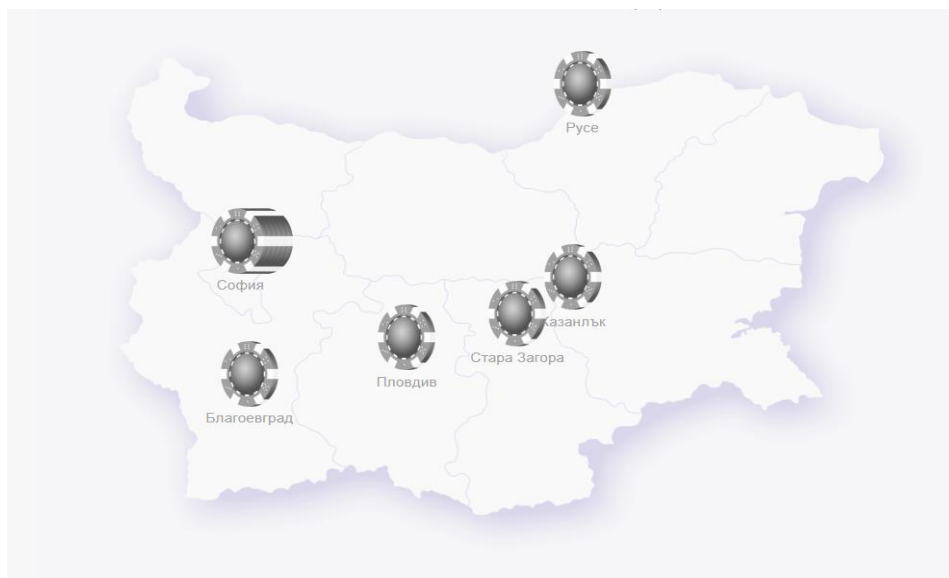 Русе
София
Казанлък
Стара Загора
Пловдив
Благоевград